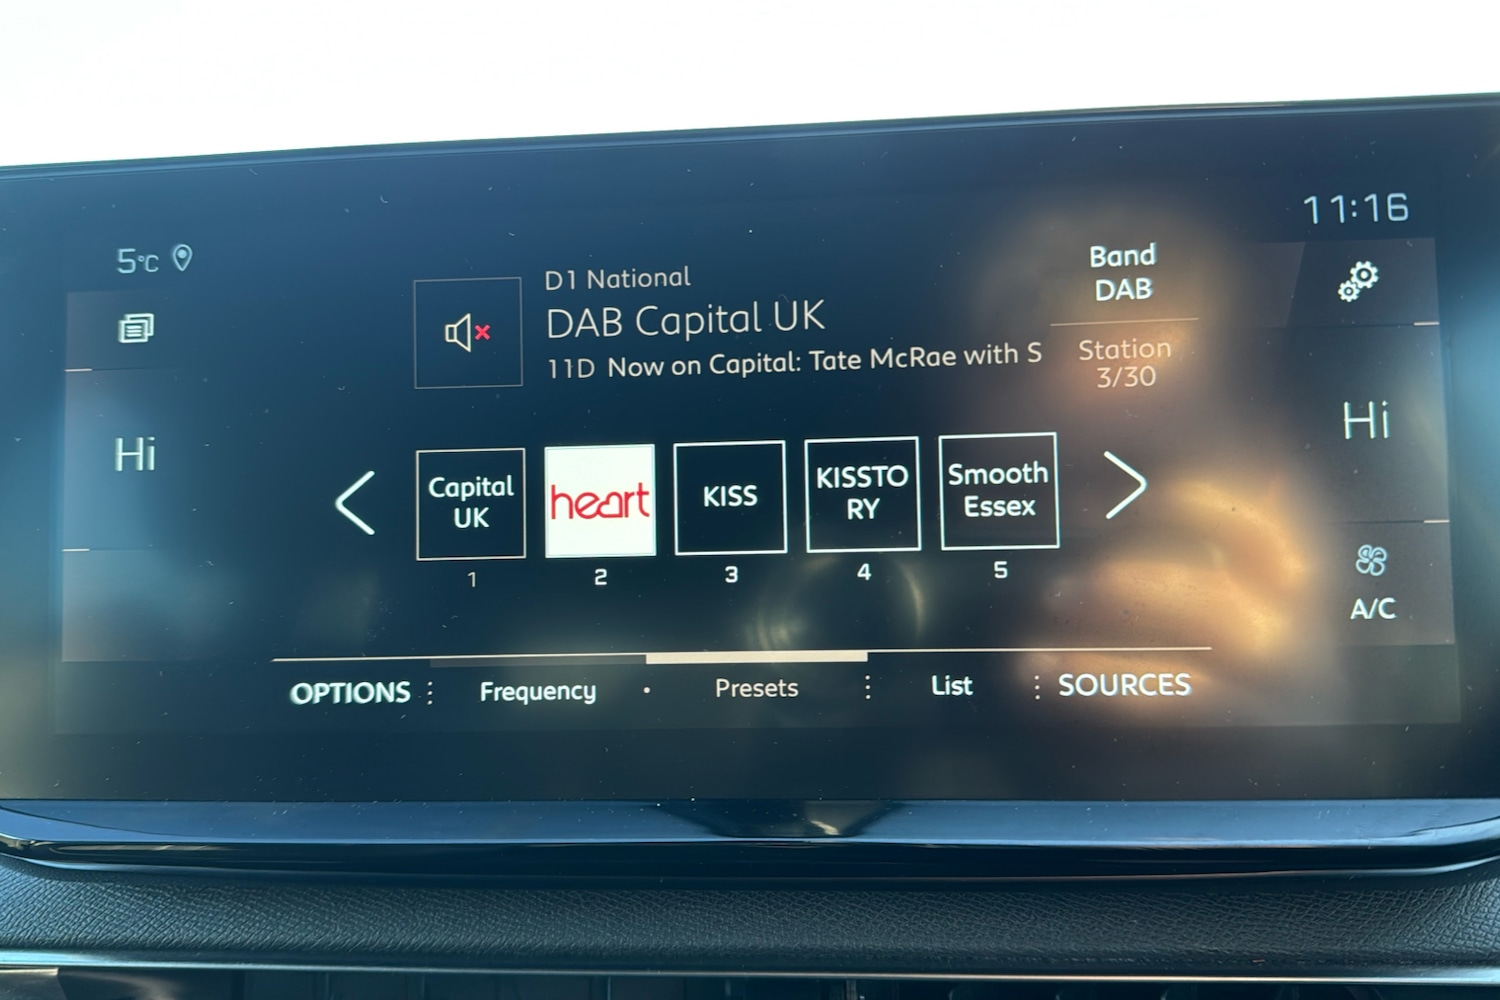 11:16
5°C
D1 National
DAB Capital UK
11D Now on Capital: Tate McRae with S
Band
DAB
Station
3/30
Hi
Hi
Capital
UK
heart
KISS
KISSTO
RY
Smooth
Essex
1
2
3
4
5
A/C
OPTIONS
Frequency
Presets
List
SOURCES